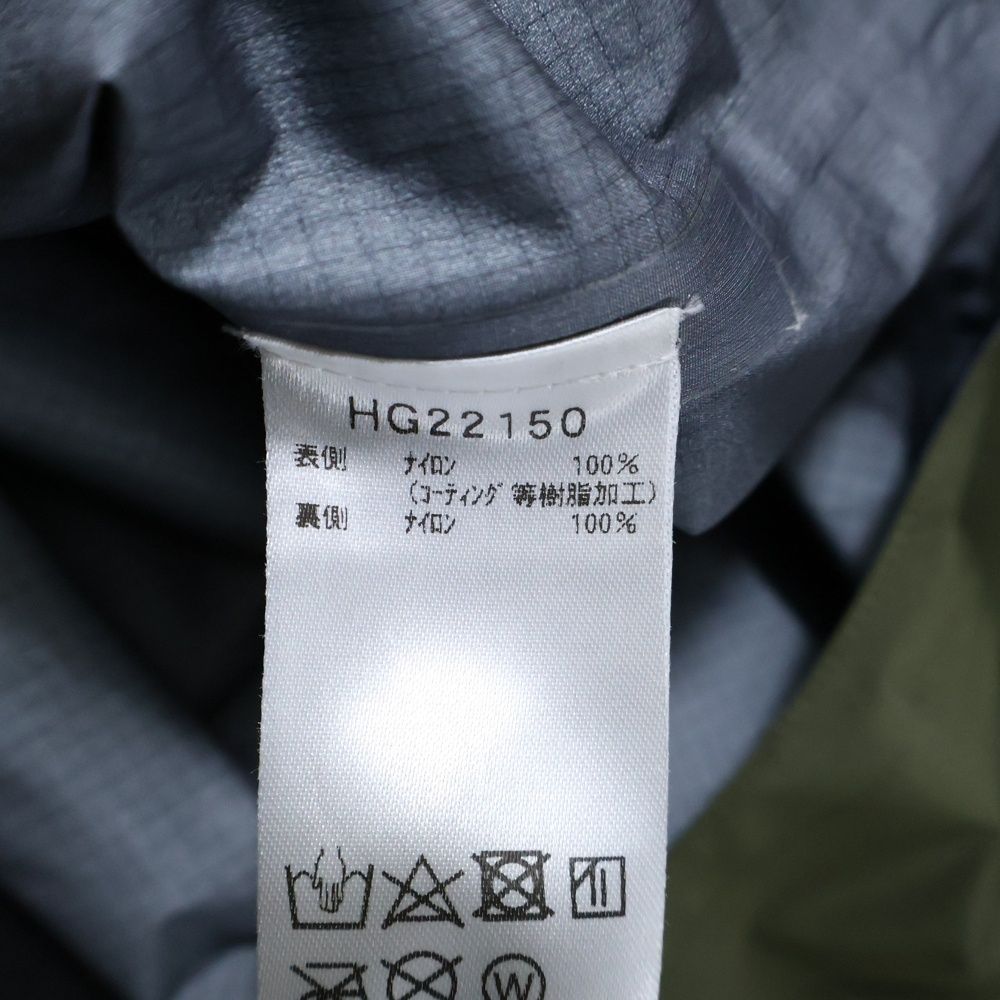 HG22150
表側 ナイロン 100%
(コーティング 等樹脂加工)
裏側 ナイロン 100%
W